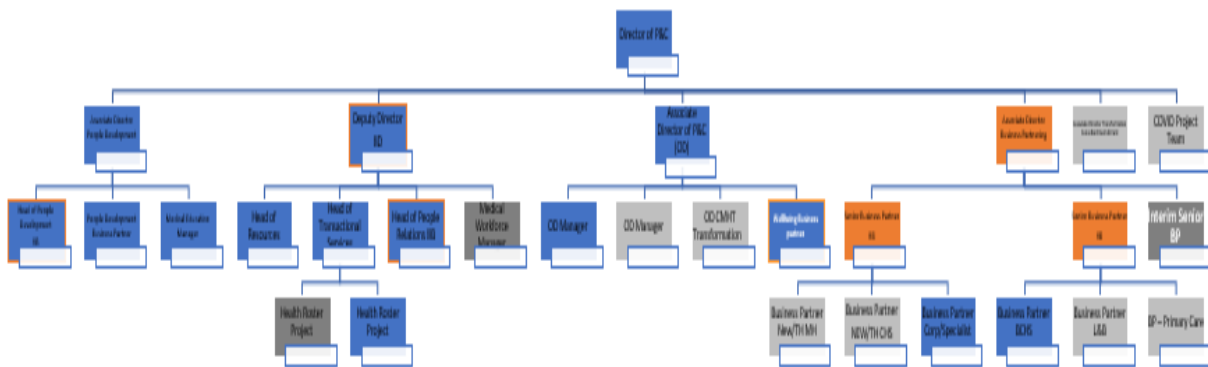 Director of P&C
Associate Director
People Development
Deputy Director
Associate
Director of P&C
(OD)
Associate Director
Business Partnering
COVID Project
Team
Head of People
Development
People Development
Business Partner
Medical Education
Manager
Head of
Resources
Head of
Transactional
Services
Head of People
Relations
Medical
Workforce
Manager
OD Manager
OD Manager
OD CMHT
Transformation
Wellbeing Business
partner
Senior Business Partner
Senior Business Partner
Interim Senior
BP
Health Roster
Project
Health Roster
Project
Business Partner
New/TH MH
Business Partner
NEW/TH CHS
Business Partner
Corp/Specialist
Business Partner
BCHS
Business Partner
L&B
BP – Primary Care